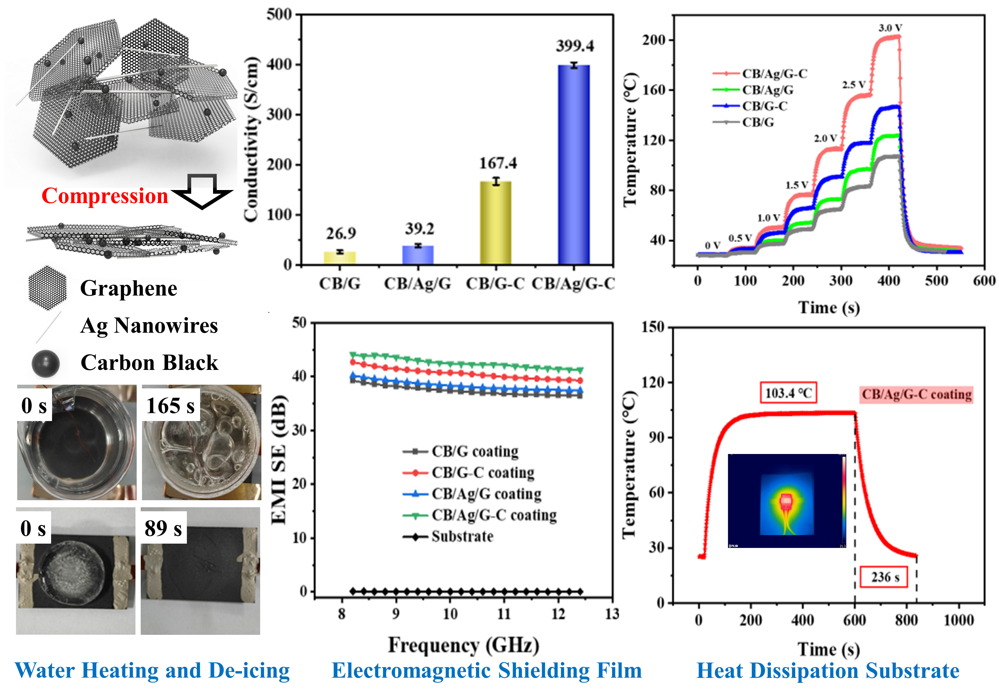 Compression
Graphene
Ag Nanowires
Carbon Black
0 s
165 s
0 s
89 s
Water Heating and De-icing
500
400
300
200
100
0
Conductivity (S/cm)
26.9
39.2
167.4
399.4
CB/G
CB/Ag/G
CB/G-C
CB/Ag/G-C
200
160
120
80
40
Temperature (°C)
CB/Ag/G-C
CB/Ag/G
CB/G-C
CB/G
0 V
0.5 V
1.0 V
1.5 V
2.0 V
2.5 V
3.0 V
0
100
200
300
400
500
600
Time (s)
50
40
30
20
10
0
EMI SE (dB)
CB/G coating
CB/G-C coating
CB/Ag/G coating
CB/Ag/G-C coating
Substrate
8
9
10
11
12
13
Frequency (GHz)
Electromagnetic Shielding Film
150
120
90
60
30
0
Temperature (°C)
103.4 °C
CB/Ag/G-C coating
FLIR
21.3
236 s
0
200
400
600
800
1000
Time (s)
Heat Dissipation Substrate